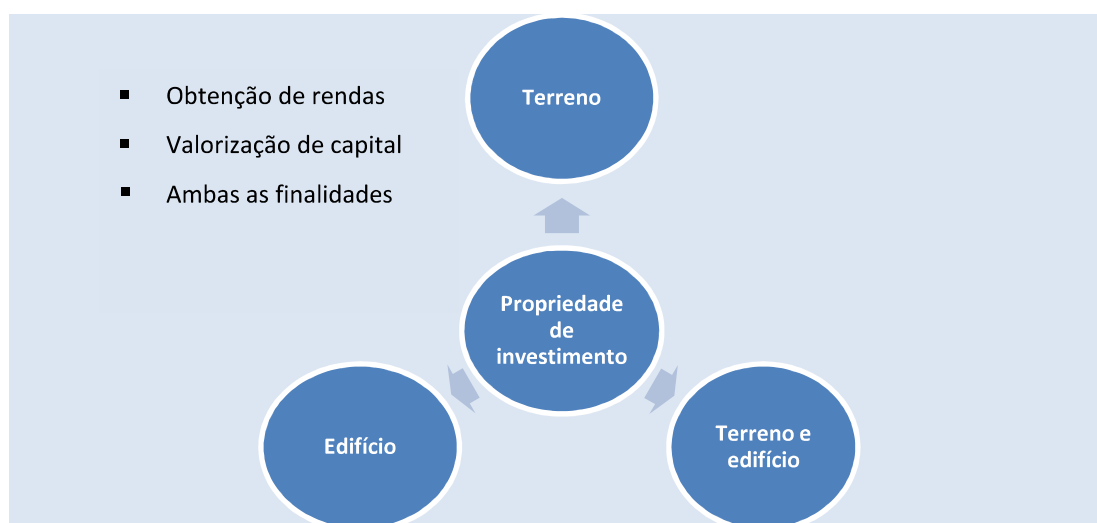 ▪ Obtenção de rendas
▪ Valorização de capital
▪ Ambas as finalidades
Terreno
Propriedade
de
investimento
Edifício
Terreno e
edifício